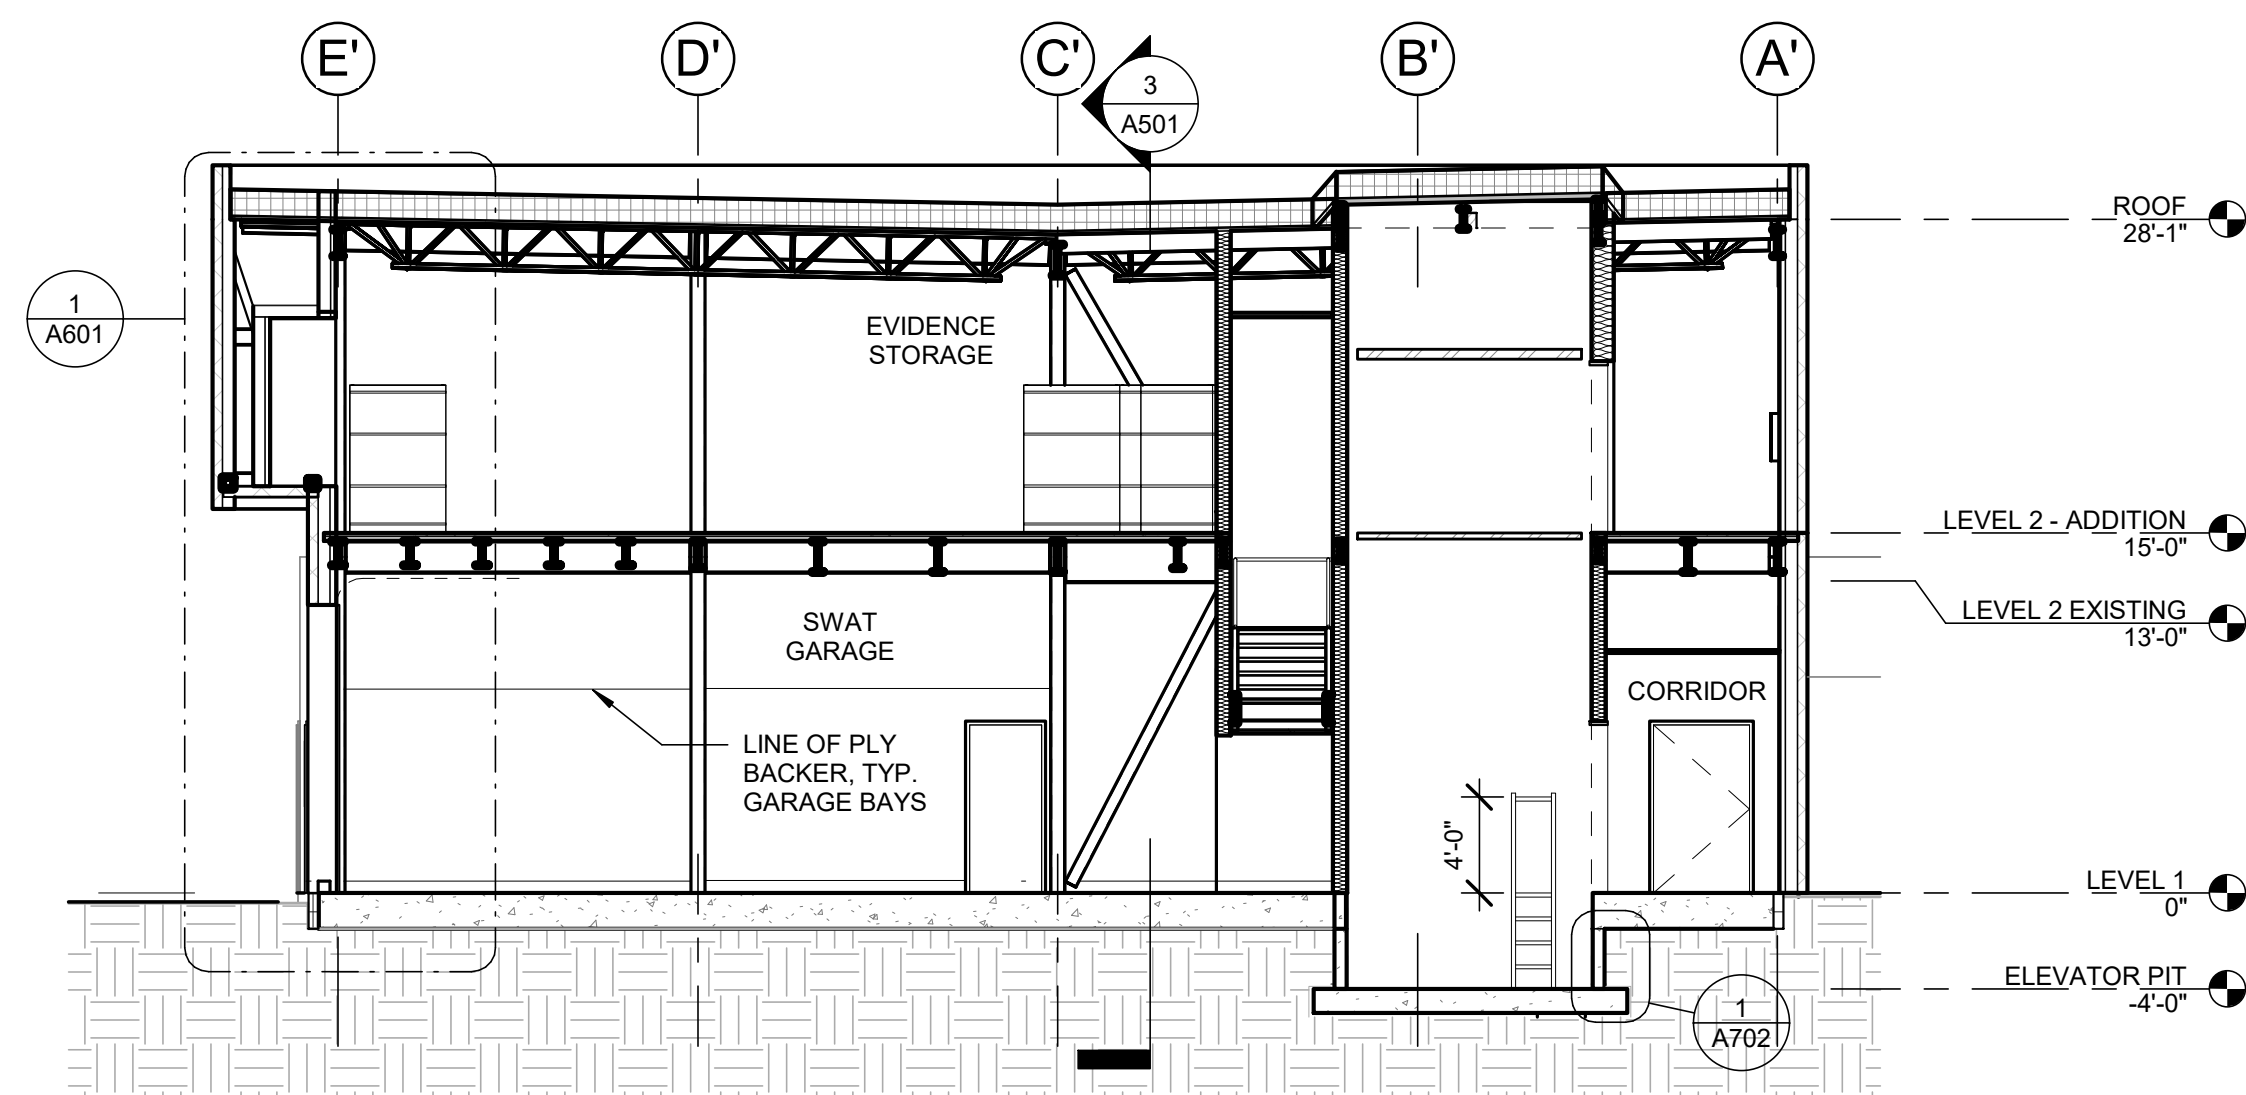 E'
D'
C'
B'
A'
3
A501
ROOF
28'-1"
1
A601
EVIDENCE
STORAGE
LEVEL 2 - ADDITION
15'-0"
LEVEL 2 EXISTING
13'-0"
SWAT
GARAGE
CORRIDOR
LINE OF PLY
BACKER, TYP.
GARAGE BAYS
4'-0"
LEVEL 1
0"
ELEVATOR PIT
-4'-0"
1
A702